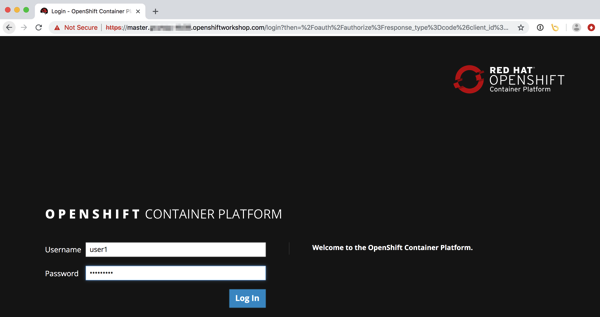 Login - OpenShift Container Pl
Not Secure
https://master.
.openshiftworkshop.com/login?then=%2Foauth%2Fauthorize%3Fresponse_type%3Dcode%26client_id%3...
RED HAT
OPENSHIFT
Container Platform
OPENSHIFT CONTAINER PLATFORM
Username user1
Welcome to the OpenShift Container Platform.
Password •••••••••
Log In